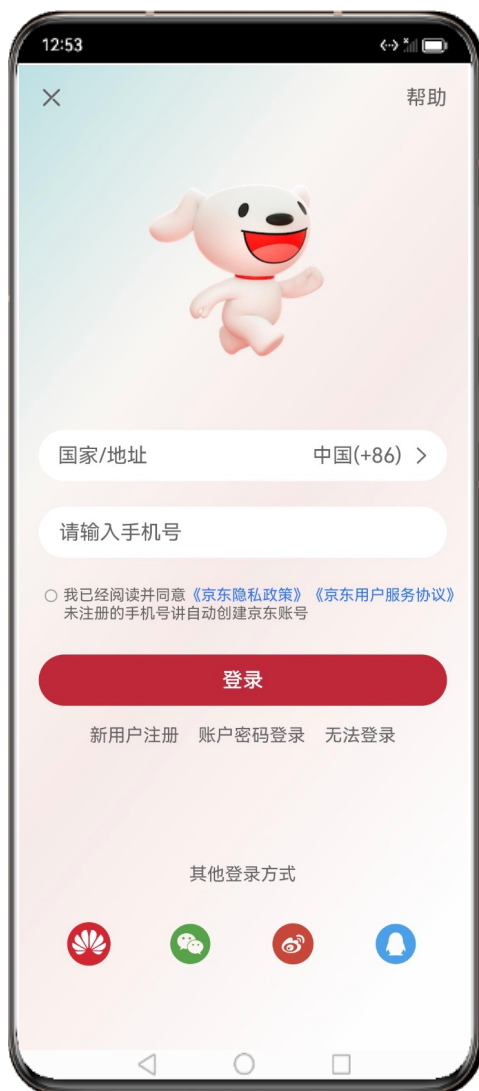 12:53
帮助
国家/地址 中国(+86)
请输入手机号
我已经阅读并同意《京东隐私政策》《京东用户服务协议》
未注册的手机号讲自动创建京东账号
登录
新用户注册 账户密码登录 无法登录
其他登录方式